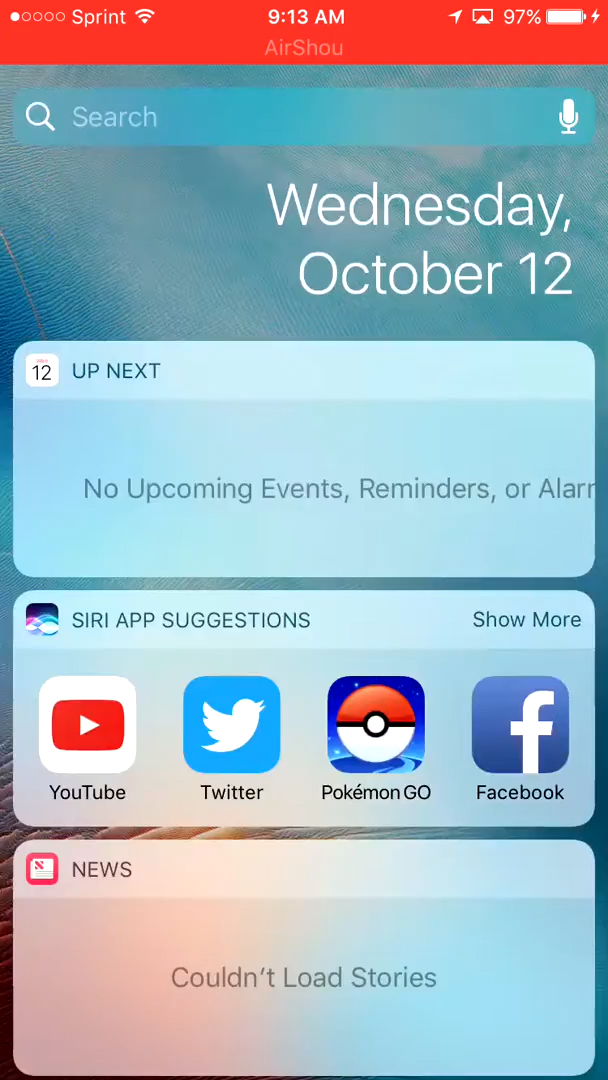 Sprint 9:13 AM 97%
AirShou
Search
Wednesday,
October 12
12 UP NEXT
No Upcoming Events, Reminders, or Alarr
SIRI APP SUGGESTIONS Show More
YouTube Twitter Pokémon GO Facebook
NEWS
Couldn't Load Stories